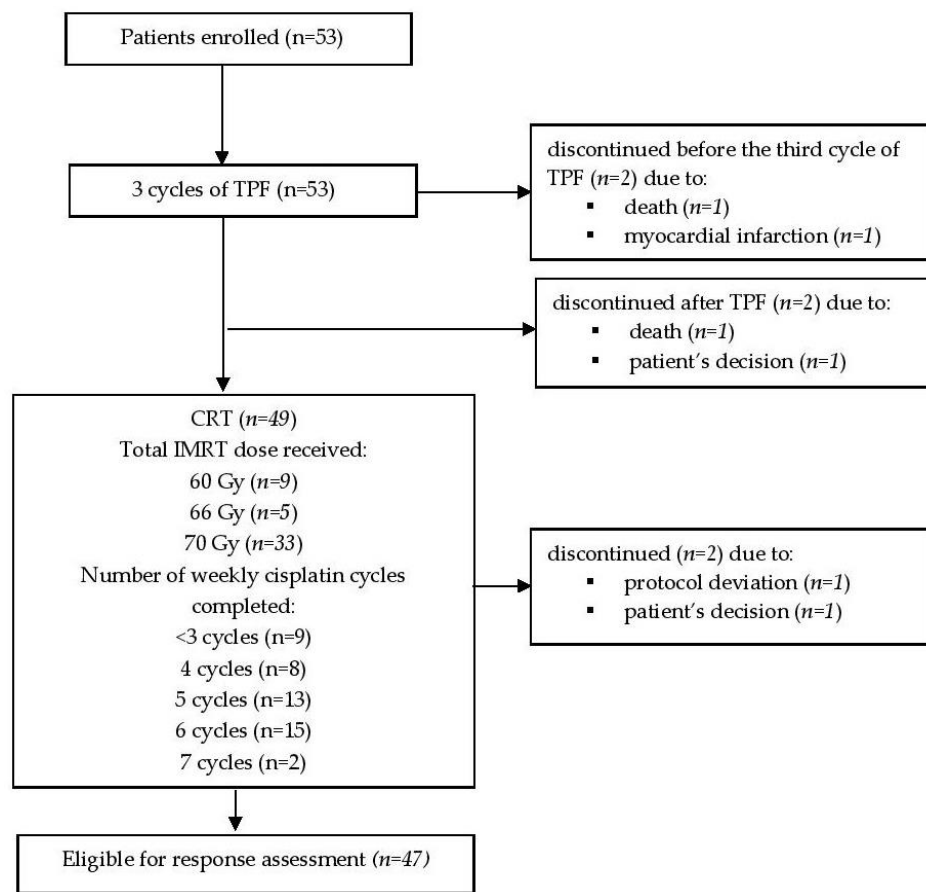 Patients enrolled (n=53)
3 cycles of TPF (n=53)
discontinued before the third cycle of
TPF (n=2) due to:
▪ death (n=1)
▪ myocardial infarction (n=1)
discontinued after TPF (n=2) due to:
▪ death (n=1)
▪ patient’s decision (n=1)
CRT (n=49)
Total IMRT dose received:
60 Gy (n=9)
66 Gy (n=5)
70 Gy (n=33)
Number of weekly cisplatin cycles
completed:
<3 cycles (n=9)
4 cycles (n=8)
5 cycles (n=13)
6 cycles (n=15)
7 cycles (n=2)
discontinued (n=2) due to:
▪ protocol deviation (n=1)
▪ patient’s decision (n=1)
Eligible for response assessment (n=47)